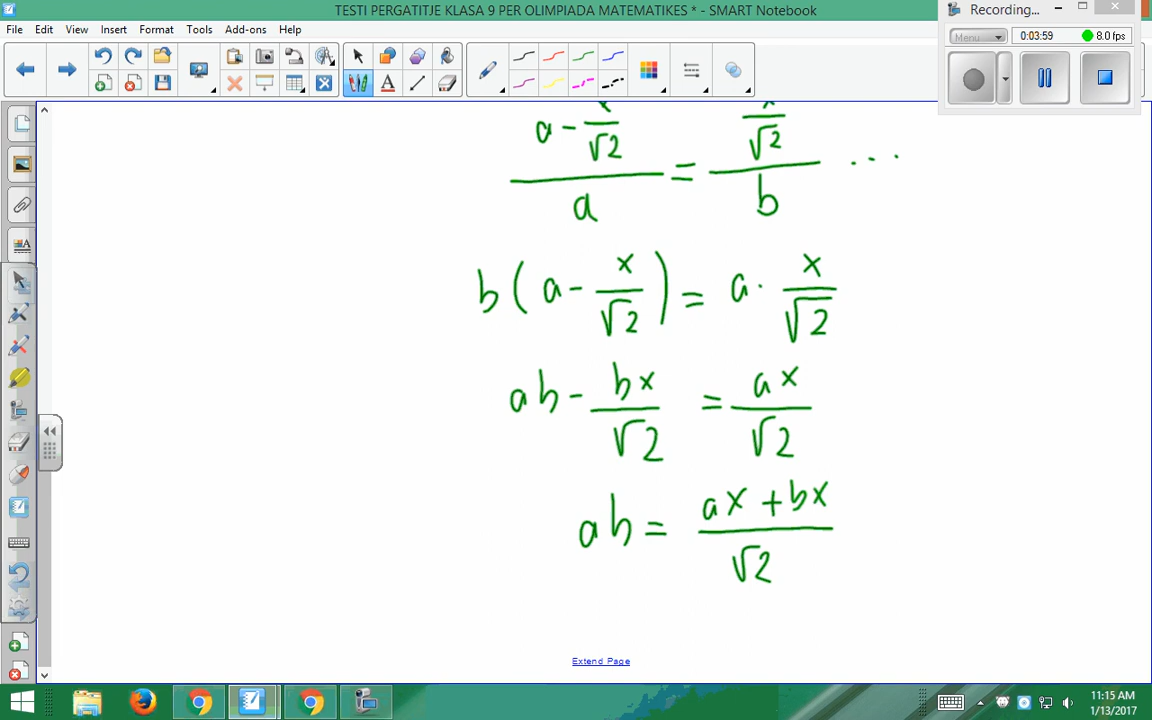 TESTI PERGATITJE KLASA 9 PER OLIMPIADA MATEMATIKES * - SMART Notebook
Recording...
File Edit View Insert Format Tools Add-ons Help
Menu 0:03:59 8.0 fps
a - x/√2 / a = x/√2 / b ...
b(a - x/√2) = a · x/√2
ab - bx/√2 = ax/√2
ab = ax + bx/√2
Extend Page
11:15 AM
1/13/2017